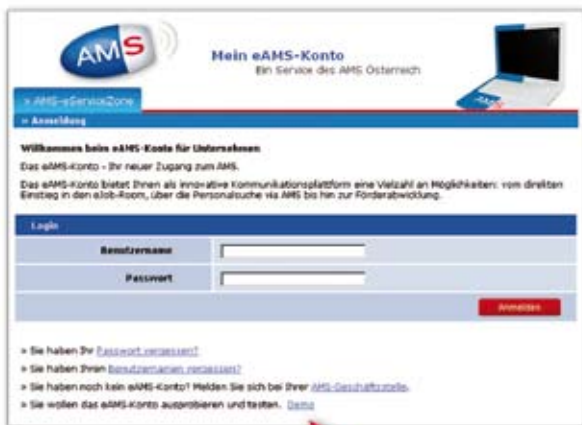 AMS
Mein eAMS-Konto
Ein Service des AMS Österreich
» AMS-eServiceZone
» Anmeldung
Willkommen beim eAMS-Konto für Unternehmen
Das eAMS-Konto - Ihr neuer Zugang zum AMS.
Das eAMS-Konto bietet Ihnen als innovative Kommunikationsplattform eine Vielzahl an Möglichkeiten: vom direkten
Einstieg in den eJob-Room, über die Personalsuche via AMS bis hin zur Förderabwicklung.
Login
Benutzername
Passwort
Anmelden
» Sie haben Ihr Passwort vergessen?
» Sie haben Ihren Benutzernamen vergessen?
» Sie haben noch kein eAMS-Konto? Melden Sie sich bei Ihrer AMS-Geschäftsstelle.
» Sie wollen das eAMS-Konto ausprobieren und testen. Demo